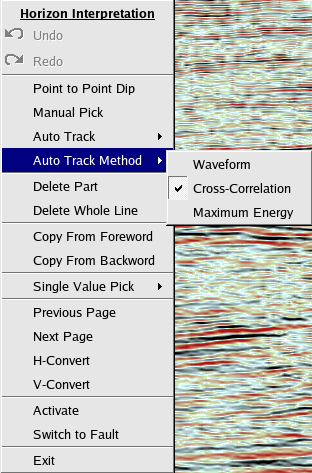 Horizon Interpretation
Undo
Redo
Point to Point Dip
Manual Pick
Auto Track
Auto Track Method
Waveform
Cross-Correlation
Maximum Energy
Delete Part
Delete Whole Line
Copy From Foreword
Copy From Backword
Single Value Pick
Previous Page
Next Page
H-Convert
V-Convert
Activate
Switch to Fault
Exit